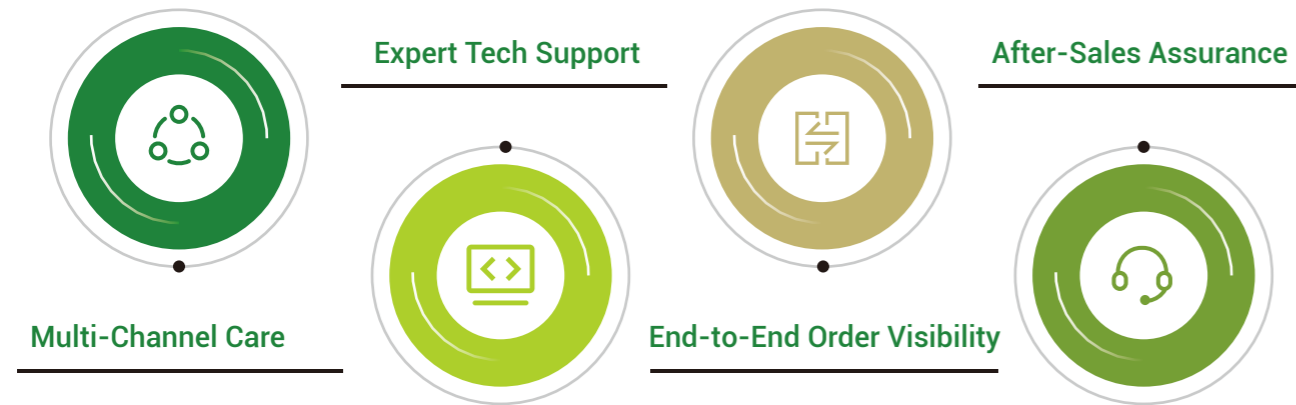 Expert Tech Support
After-Sales Assurance
Multi-Channel Care
End-to-End Order Visibility